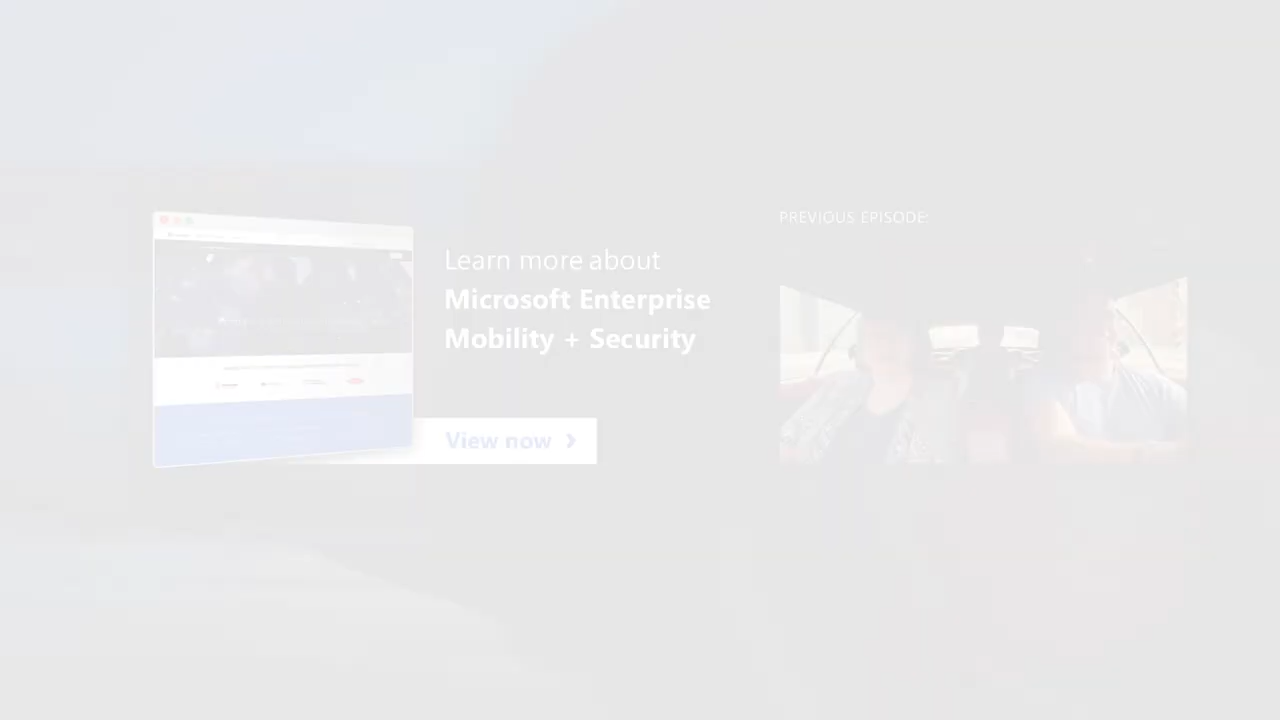 Learn more about
Microsoft Enterprise
Mobility + Security
View now
PREVIOUS EPISODE: